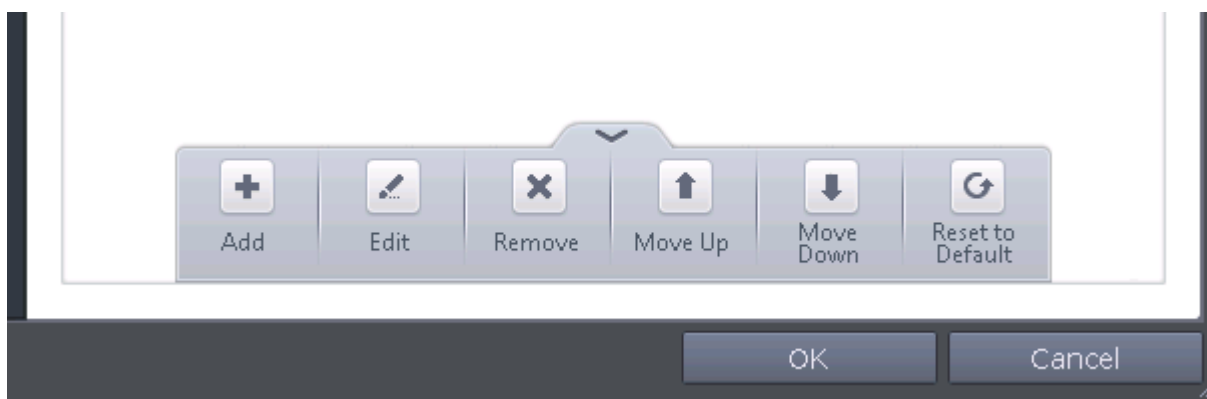 Add
Edit
Remove
Move Up
Move
Down
Reset to
Default
OK
Cancel